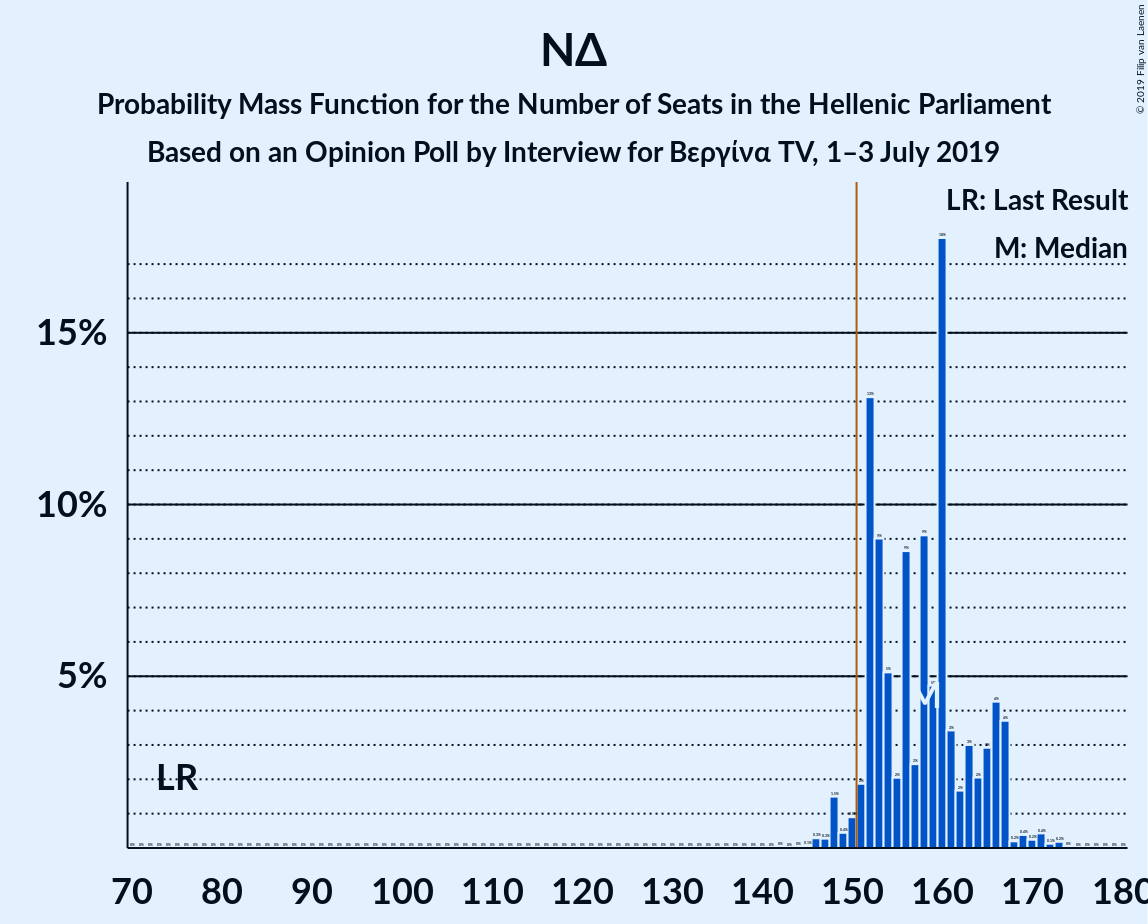 © 2019 Filip van Laenen
ΝΔ
Probability Mass Function for the Number of Seats in the Hellenic Parliament
Based on an Opinion Poll by Interview for Βεργίνα TV, 1–3 July 2019
LR: Last Result
M: Median
15%
10%
5%
LR
M
70 80 90 100 110 120 130 140 150 160 170 180